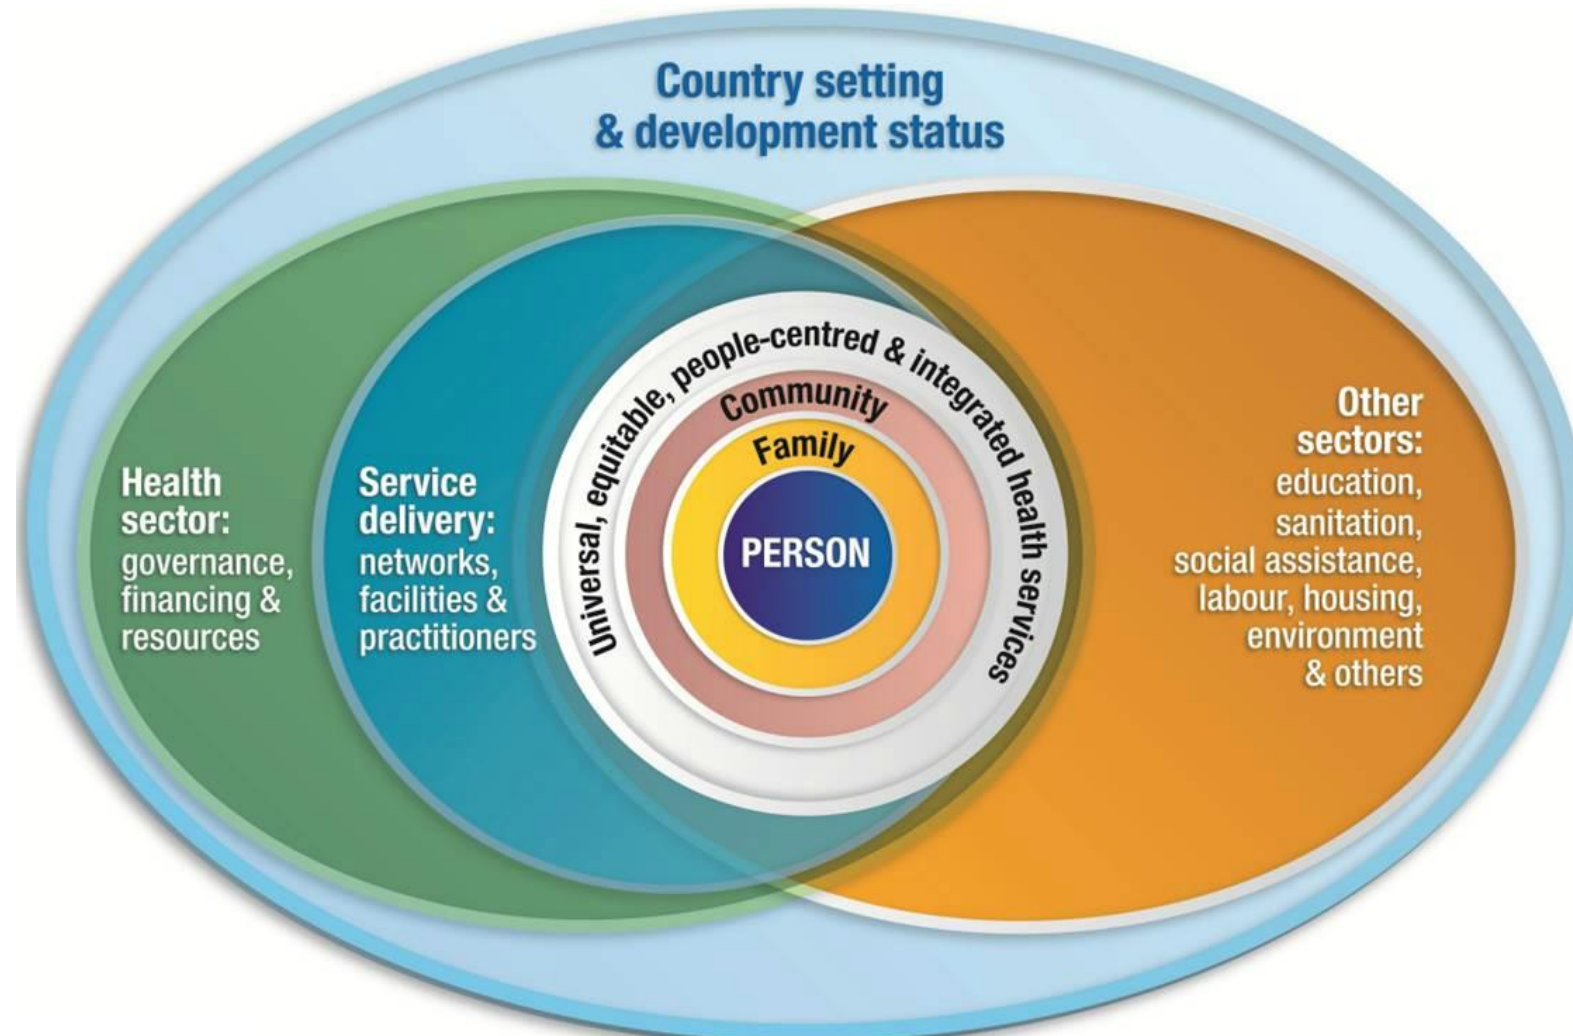 Country setting
& development status
Universal, equitable, people-centred & integrated health services
Community
Family
PERSON
Health
sector:
governance,
financing &
resources
Service
delivery:
networks,
facilities &
practitioners
Other
sectors:
education,
sanitation,
social assistance,
labour, housing,
environment
& others